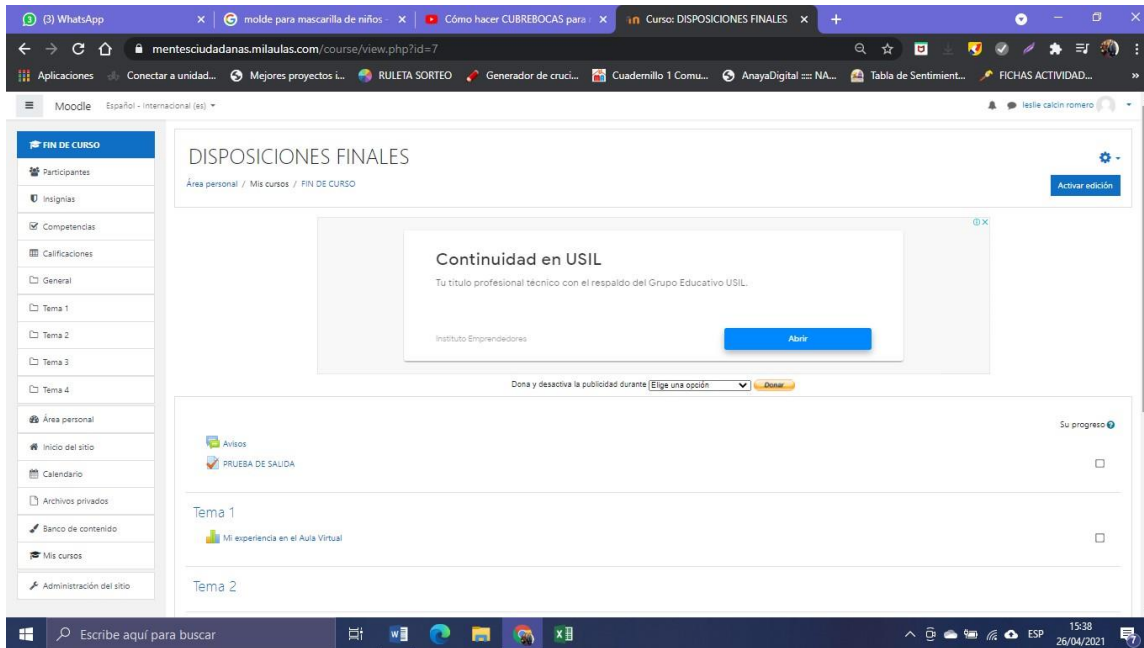 (3) WhatsApp
molde para mascarilla de niños -
Cómo hacer CUBREBOCAS para
Curso: DISPOSICIONES FINALES
mentesciudadanas.milaulas.com/course/view.php?id=7
Aplicaciones
Conectar a unidad...
Mejores proyectos i...
RULETA SORTEO
Generador de cruci...
Cuadernillo 1 Comu...
AnayaDigital :::: NA...
Tabla de Sentimient...
FICHAS ACTIVIDAD...
Moodle
Español - Internacional (es)
leslie calcin romero
FIN DE CURSO
Participantes
Insignias
Competencias
Calificaciones
General
Tema 1
Tema 2
Tema 3
Tema 4
Área personal
Inicio del sitio
Calendario
Archivos privados
Banco de contenido
Mis cursos
Administración del sitio
DISPOSICIONES FINALES
Área personal / Mis cursos / FIN DE CURSO
Activar edición
Continuidad en USIL
Tu título profesional técnico con el respaldo del Grupo Educativo USIL.
Instituto Emprendedores
Abrir
Dona y desactiva la publicidad durante Elige una opción Donar
Su progreso
Avisos
PRUEBA DE SALIDA
Tema 1
Mi experiencia en el Aula Virtual
Tema 2
Escribe aquí para buscar
ESP
15:38
26/04/2021